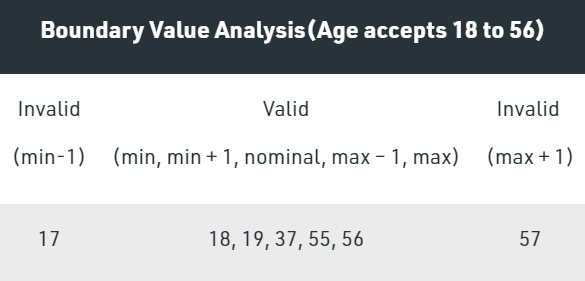 Boundary Value Analysis(Age accepts 18 to 56)
Invalid Valid Invalid
(min-1) (min, min + 1, nominal, max – 1, max) (max + 1)
17 18, 19, 37, 55, 56 57